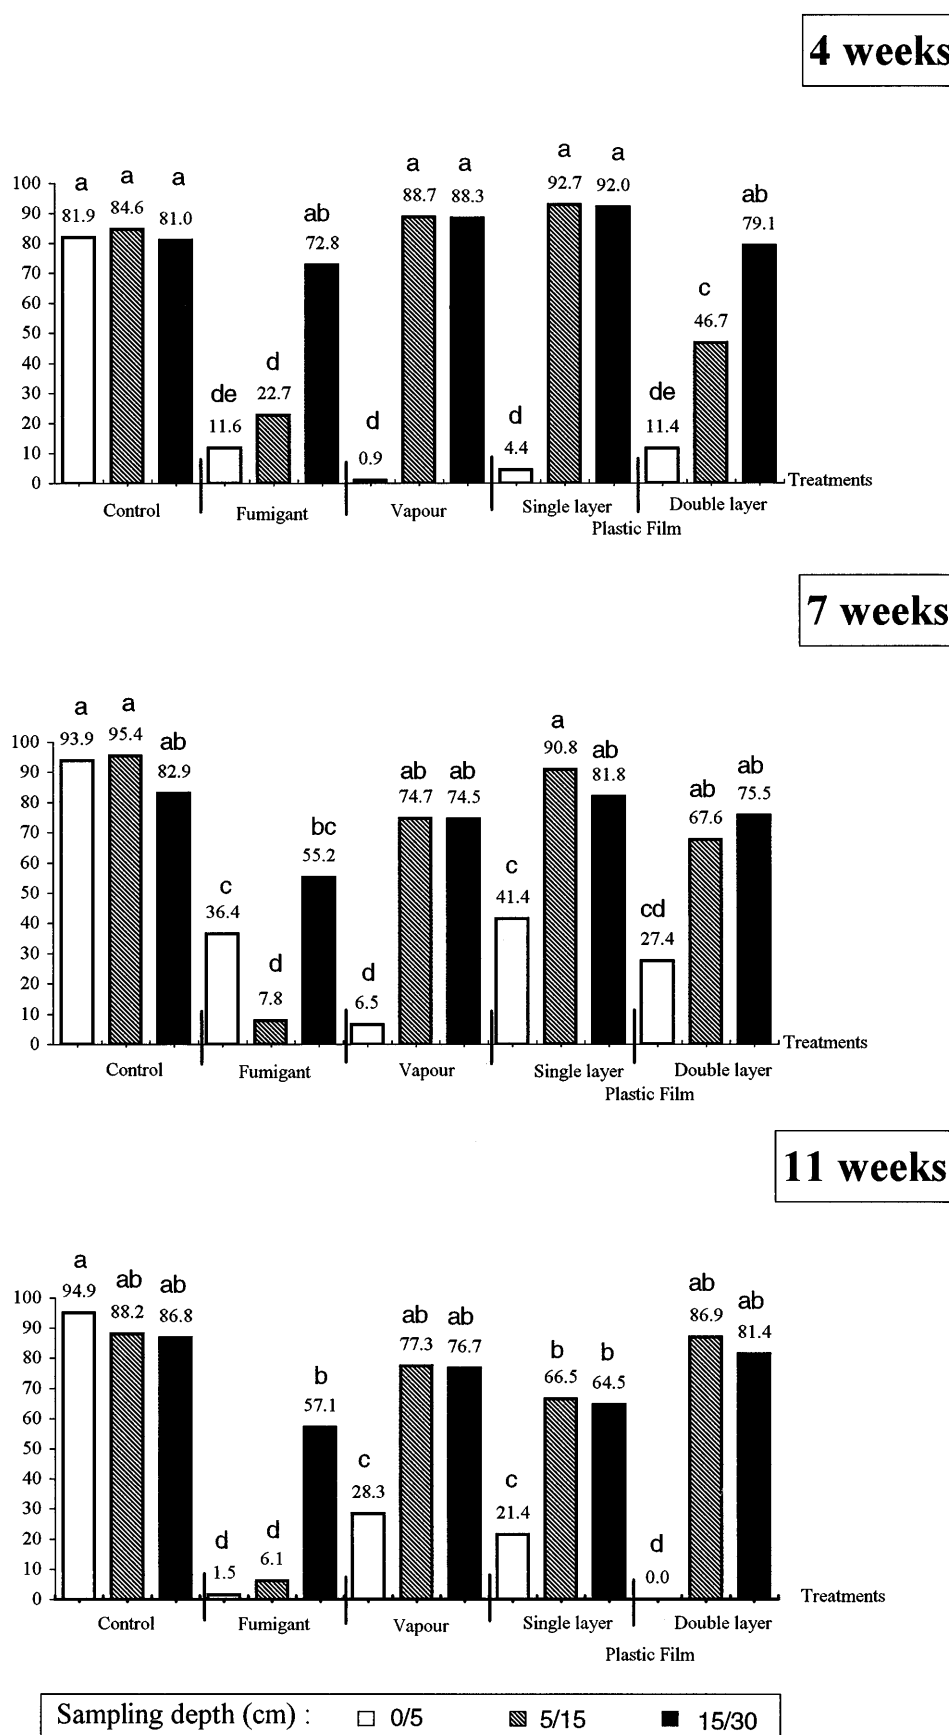 4 weeks
a a a de d ab d a a d a a de c ab
81.9 84.6 81.0 11.6 22.7 72.8 0.9 88.7 88.3 4.4 92.7 92.0 11.4 46.7 79.1
100
90
80
70
60
50
40
30
20
10
0
Treatments
Control Fumigant Vapour Single layer Double layer
Plastic Film
7 weeks
a a ab c d bc d ab ab c a ab cd ab ab
93.9 95.4 82.9 36.4 7.8 55.2 6.5 74.7 74.5 41.4 90.8 81.8 27.4 67.6 75.5
100
90
80
70
60
50
40
30
20
10
0
Treatments
Control Fumigant Vapour Single layer Double layer
Plastic Film
11 weeks
a ab ab d d b c ab ab c b b d ab ab
94.9 88.2 86.8 1.5 6.1 57.1 28.3 77.3 76.7 21.4 66.5 64.5 0.0 86.9 81.4
100
90
80
70
60
50
40
30
20
10
0
Treatments
Control Fumigant Vapour Single layer Double layer
Plastic Film
Sampling depth (cm) : 0/5 5/15 15/30